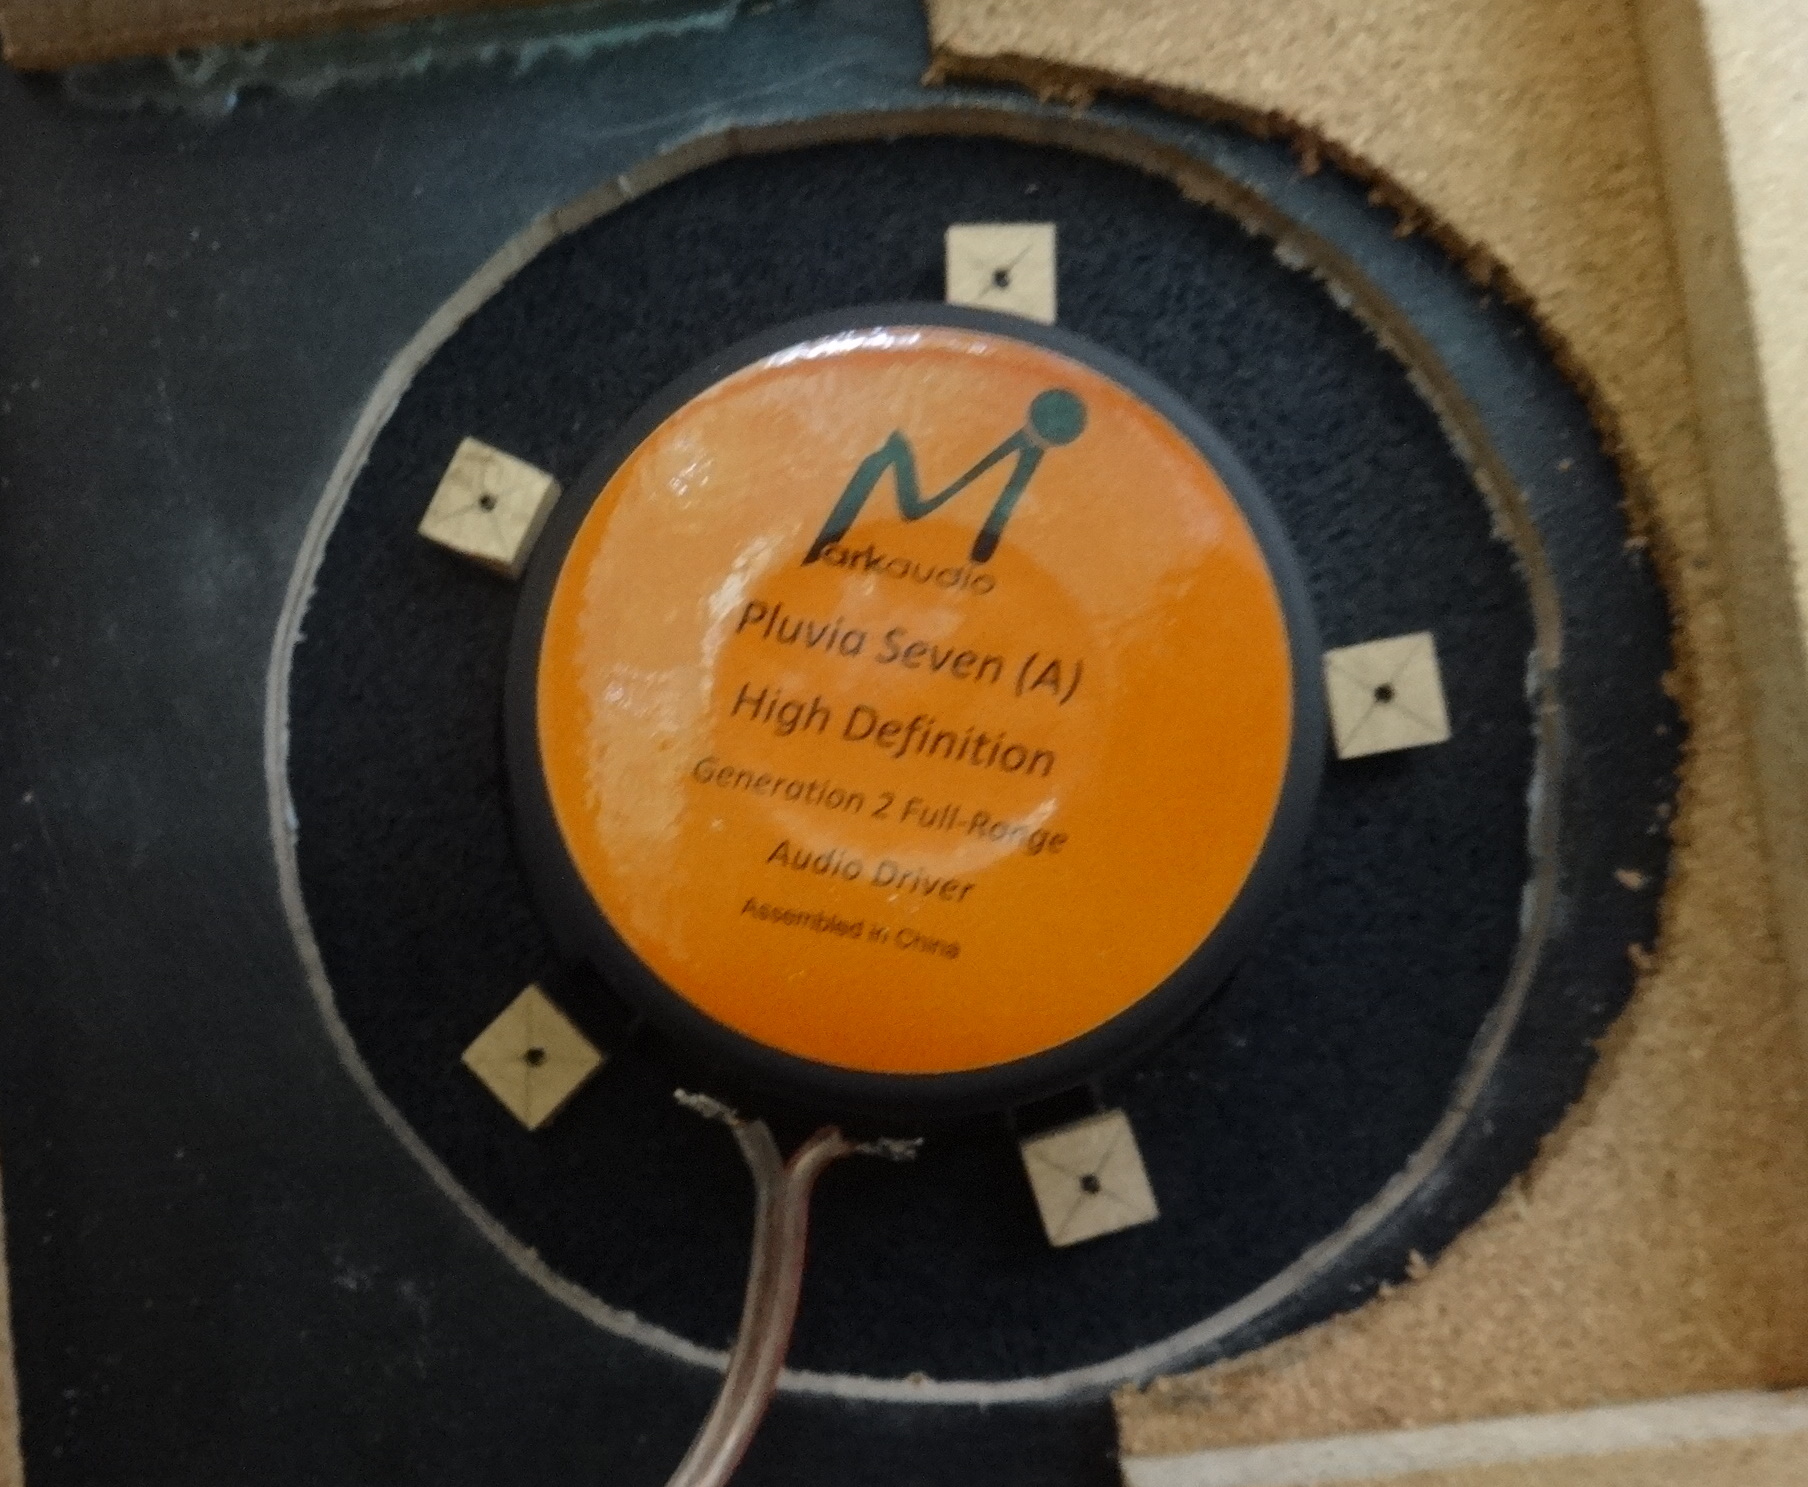 Markaudio
Pluvia Seven (A)
High Definition
Generation 2 Full-Range
Audio Driver
Assembled in China